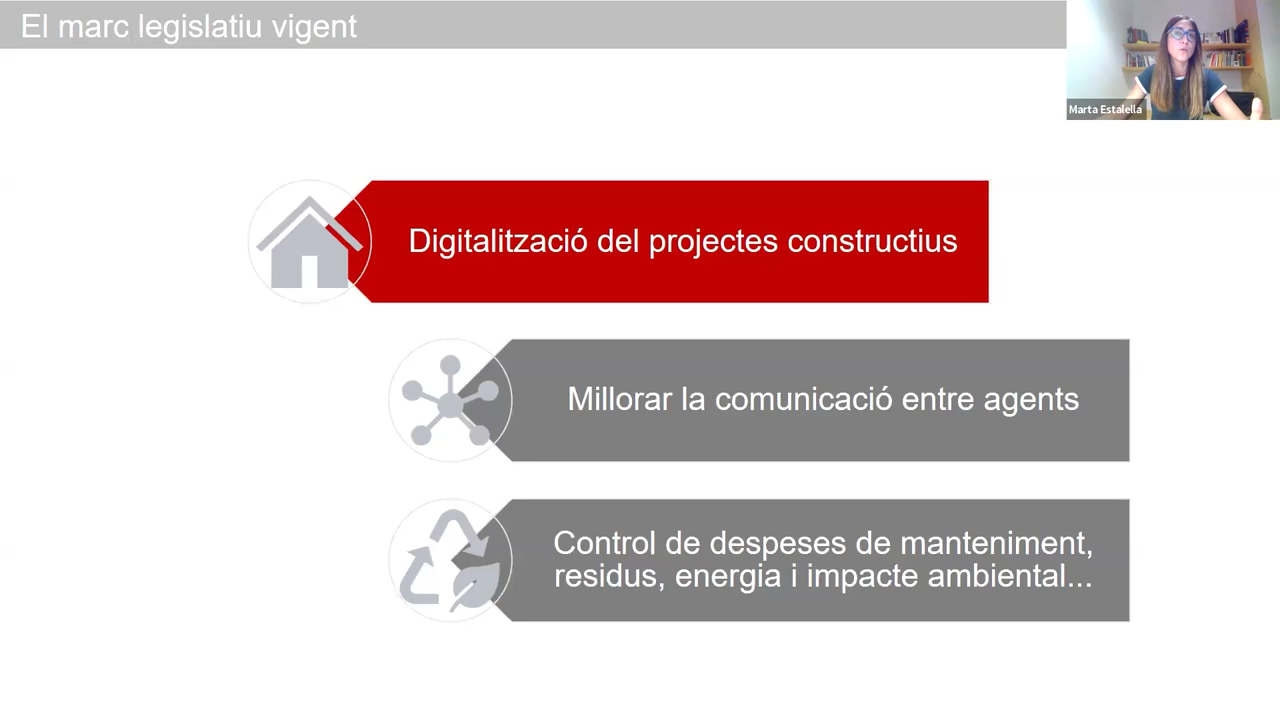 El marc legislatiu vigent
Marta Estalella
Digitalització del projectes constructius
Millorar la comunicació entre agents
Control de despeses de manteniment,
residus, energia i impacte ambiental...